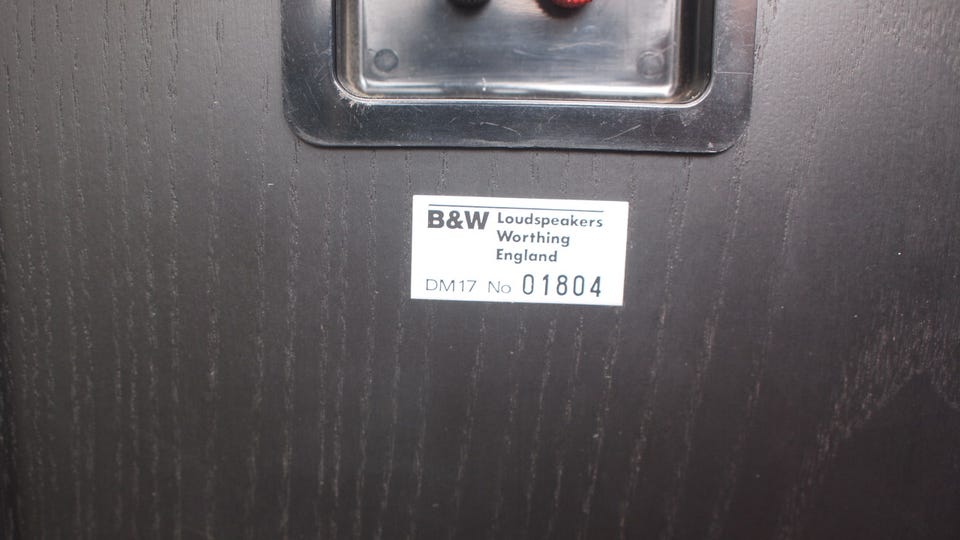 B&W Loudspeakers
Worthing
England
DM17 No 01804